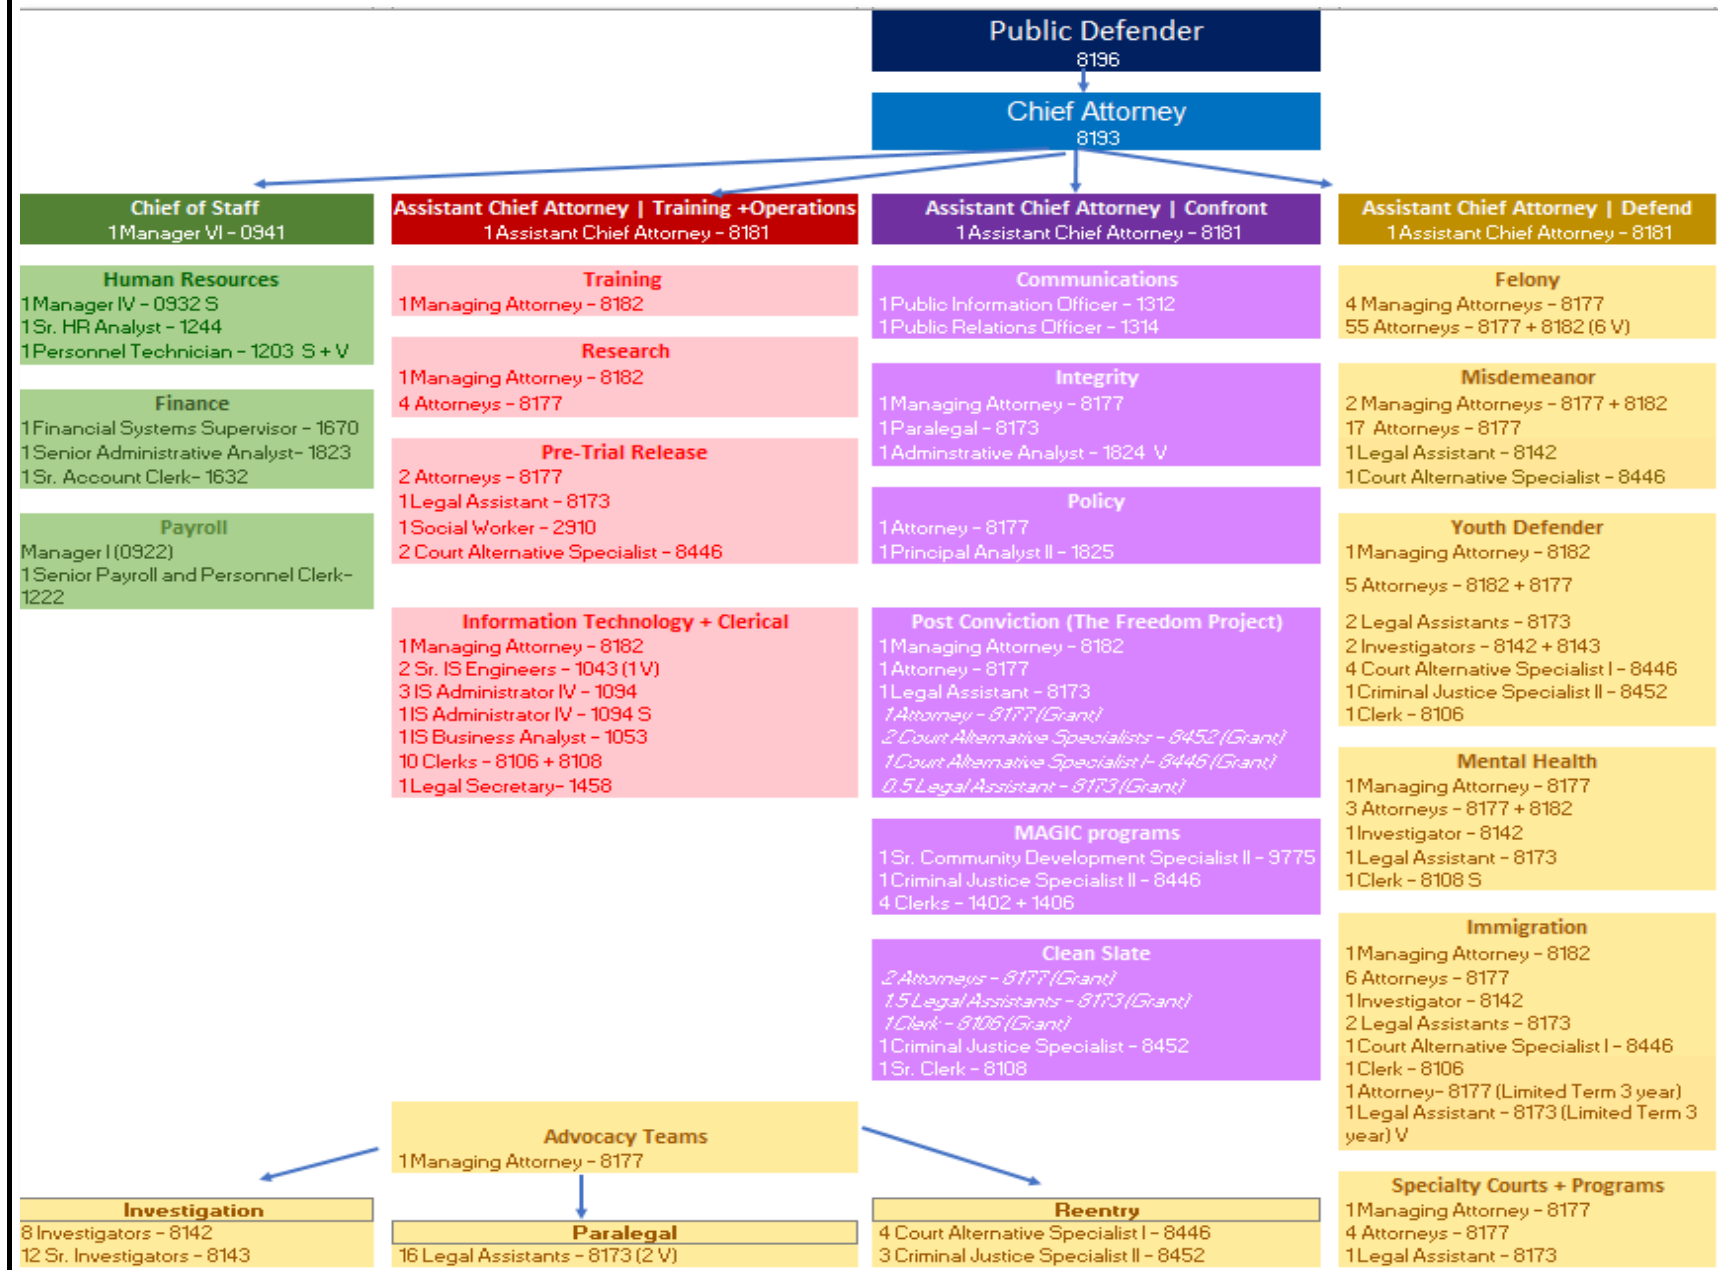 Public Defender
8196
Chief Attorney
8193
Chief of Staff
1 Manager VI - 0941
Human Resources
1 Manager IV - 0932 S
1 Sr. HR Analyst - 1244
1 Personnel Technician - 1203 S + V
Finance
1 Financial Systems Supervisor - 1670
1 Senior Administrative Analyst- 1823
1 Sr. Account Clerk- 1632
Payroll
Manager I (0922)
1 Senior Payroll and Personnel Clerk-
1222
Assistant Chief Attorney | Training +Operations
1 Assistant Chief Attorney - 8181
Training
1 Managing Attorney - 8182
Research
1 Managing Attorney - 8182
4 Attorneys - 8177
Pre-Trial Release
2 Attorneys - 8177
1 Legal Assistant - 8173
1 Social Worker - 2910
2 Court Alternative Specialist - 8446
Information Technology + Clerical
1 Managing Attorney - 8182
2 Sr. IS Engineers - 1043 (1 V)
3 IS Administrator IV - 1094
1 IS Administrator IV - 1094 S
1 IS Business Analyst - 1053
10 Clerks - 8106 + 8108
1 Legal Secretary- 1458
Assistant Chief Attorney | Confront
1 Assistant Chief Attorney - 8181
Communications
1 Public Information Officer - 1312
1 Public Relations Officer - 1314
Integrity
1 Managing Attorney - 8177
1 Paralegal - 8173
1 Adminstrative Analyst - 1824 V
Policy
1 Attorney - 8177
1 Principal Analyst II - 1825
Post Conviction (The Freedom Project)
1 Managing Attorney - 8182
1 Attorney - 8177
1 Legal Assistant - 8173
1 Attorney - 8177 (Grant)
2 Court Alternative Specialists - 8452 (Grant)
1 Court Alternative Specialist I- 8446 (Grant)
0.5 Legal Assistant - 8173 (Grant)
MAGIC programs
1 Sr. Community Development Specialist II - 9775
1 Criminal Justice Specialist II - 8446
4 Clerks - 1402 + 1406
Clean Slate
2 Attorneys - 8177 (Grant)
1.5 Legal Assistants - 8173 (Grant)
1 Clerk - 8106 (Grant)
1 Criminal Justice Specialist - 8452
1 Sr. Clerk - 8108
Assistant Chief Attorney | Defend
1 Assistant Chief Attorney - 8181
Felony
4 Managing Attorneys - 8177
55 Attorneys - 8177 + 8182 (6 V)
Misdemeanor
2 Managing Attorneys - 8177 + 8182
17 Attorneys - 8177
1 Legal Assistant - 8142
1 Court Alternative Specialist - 8446
Youth Defender
1 Managing Attorney - 8182
5 Attorneys - 8182 + 8177
2 Legal Assistants - 8173
2 Investigators - 8142 + 8143
4 Court Alternative Specialist I - 8446
1 Criminal Justice Specialist II - 8452
1 Clerk - 8106
Mental Health
1 Managing Attorney - 8177
3 Attorneys - 8177 + 8182
1 Investigator - 8142
1 Legal Assistant - 8173
1 Clerk - 8108 S
Immigration
1 Managing Attorney - 8182
6 Attorneys - 8177
1 Investigator - 8142
2 Legal Assistants - 8173
1 Court Alternative Specialist I - 8446
1 Clerk - 8106
1 Attorney- 8177 (Limited Term 3 year)
1 Legal Assistant - 8173 (Limited Term 3
year) V
Specialty Courts + Programs
1 Managing Attorney - 8177
4 Attorneys - 8177
1 Legal Assistant - 8173
Advocacy Teams
1 Managing Attorney - 8177
Investigation
8 Investigators - 8142
12 Sr. Investigators - 8143
Paralegal
16 Legal Assistants - 8173 (2 V)
Reentry
4 Court Alternative Specialist I - 8446
3 Criminal Justice Specialist II - 8452